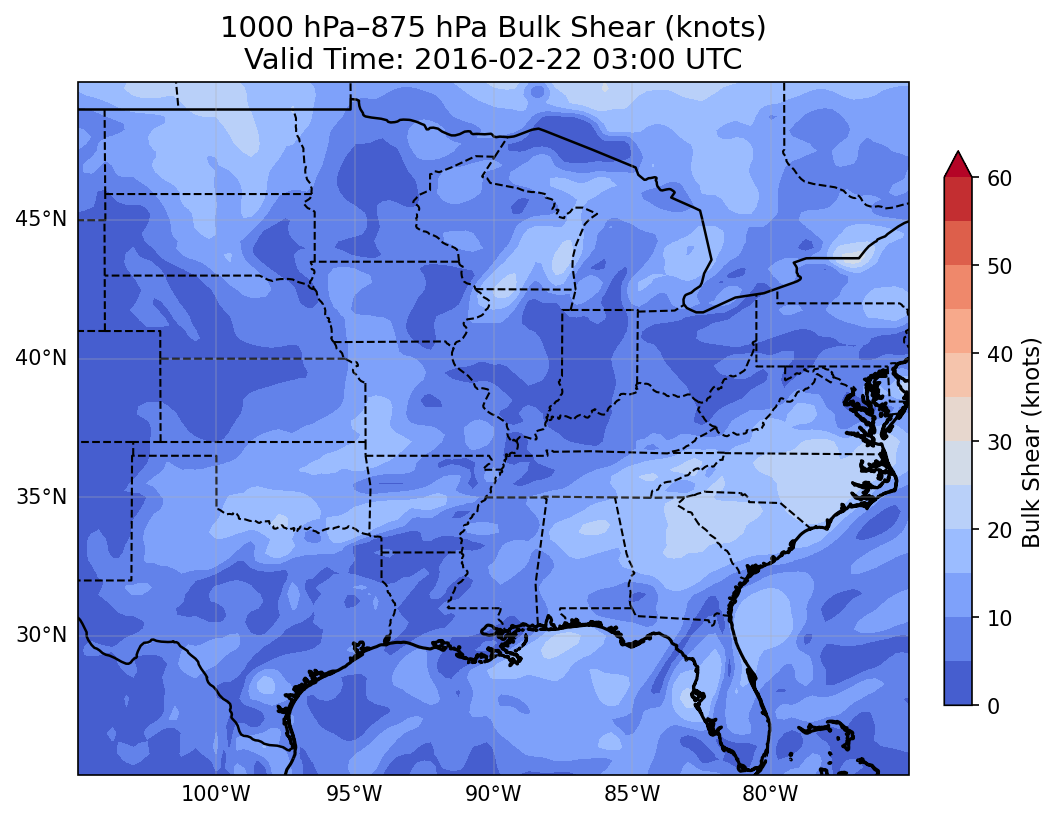 1000 hPa–875 hPa Bulk Shear (knots)
Valid Time: 2016-02-22 03:00 UTC
45°N
40°N
35°N
30°N
100°W
95°W
90°W
85°W
80°W
60
50
40
30
20
10
0
Bulk Shear (knots)